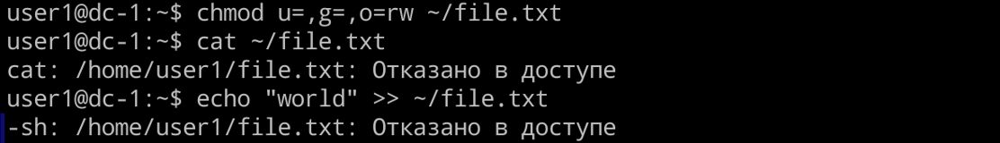 user1@dc-1:~$ chmod u=,g=,o=rw ~/file.txt
user1@dc-1:~$ cat ~/file.txt
cat: /home/user1/file.txt: Отказано в доступе
user1@dc-1:~$ echo "world" >> ~/file.txt
-sh: /home/user1/file.txt: Отказано в доступе